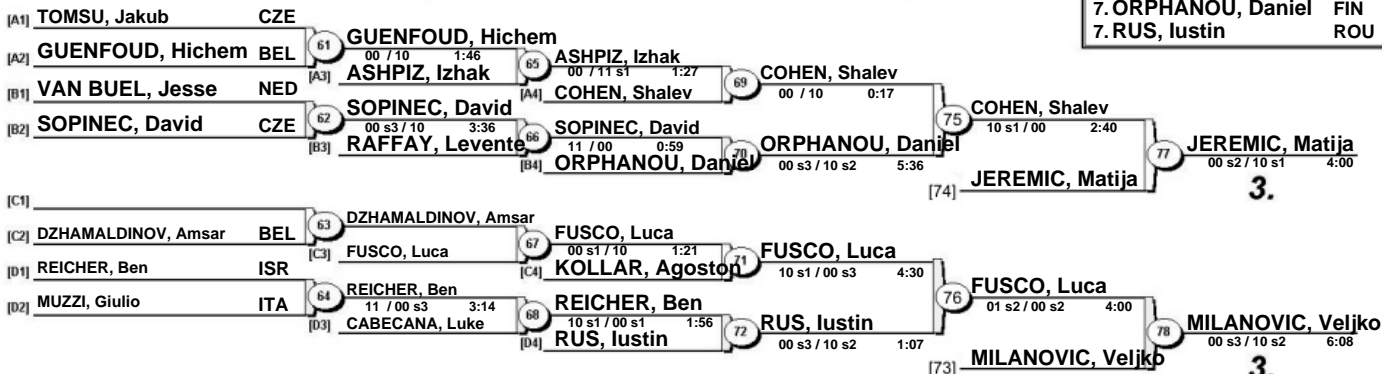 7. ORPHANOU, Daniel FIN
7. RUS, Iustin ROU
[A1] TOMSU, Jakub CZE
[A2] GUENFOUD, Hichem BEL
61
[B1] VAN BUEL, Jesse NED
[B2] SOPINEC, David CZE
62
GUENFOUD, Hichem
00 / 10 1:46
[A3] ASHPIZ, Izhak
65
SOPINEC, David
00 s3 / 10 3:36
[B3] RAFFAY, Levente
66
ASHPIZ, Izhak
00 / 11 s1 1:27
[A4] COHEN, Shalev
69
SOPINEC, David
11 / 00 0:59
[B4] ORPHANOU, Daniel
70
COHEN, Shalev
00 / 10 0:17
ORPHANOU, Daniel
00 s3 / 10 s2 5:36
75
COHEN, Shalev
10 s1 / 00 2:40
[74] JEREMIC, Matija
77
JEREMIC, Matija
00 s2 / 10 s1 4:00
3.
[C1]
[C2] DZHAMALDINOV, Amsar BEL
63
[D1] REICHER, Ben ISR
[D2] MUZZI, Giulio ITA
64
DZHAMALDINOV, Amsar
[C3] FUSCO, Luca
67
REICHER, Ben
11 / 00 s3 3:14
[D3] CABECANA, Luke
68
FUSCO, Luca
00 s1 / 10 1:21
[C4] KOLLAR, Agoston
71
REICHER, Ben
10 s1 / 00 s1 1:56
[D4] RUS, Iustin
72
FUSCO, Luca
10 s1 / 00 s3 4:30
RUS, Iustin
00 s3 / 10 s2 1:07
76
FUSCO, Luca
01 s2 / 00 s2 4:00
[73] MILANOVIC, Veljko
78
MILANOVIC, Veljko
00 s3 / 10 s2 6:08
3.